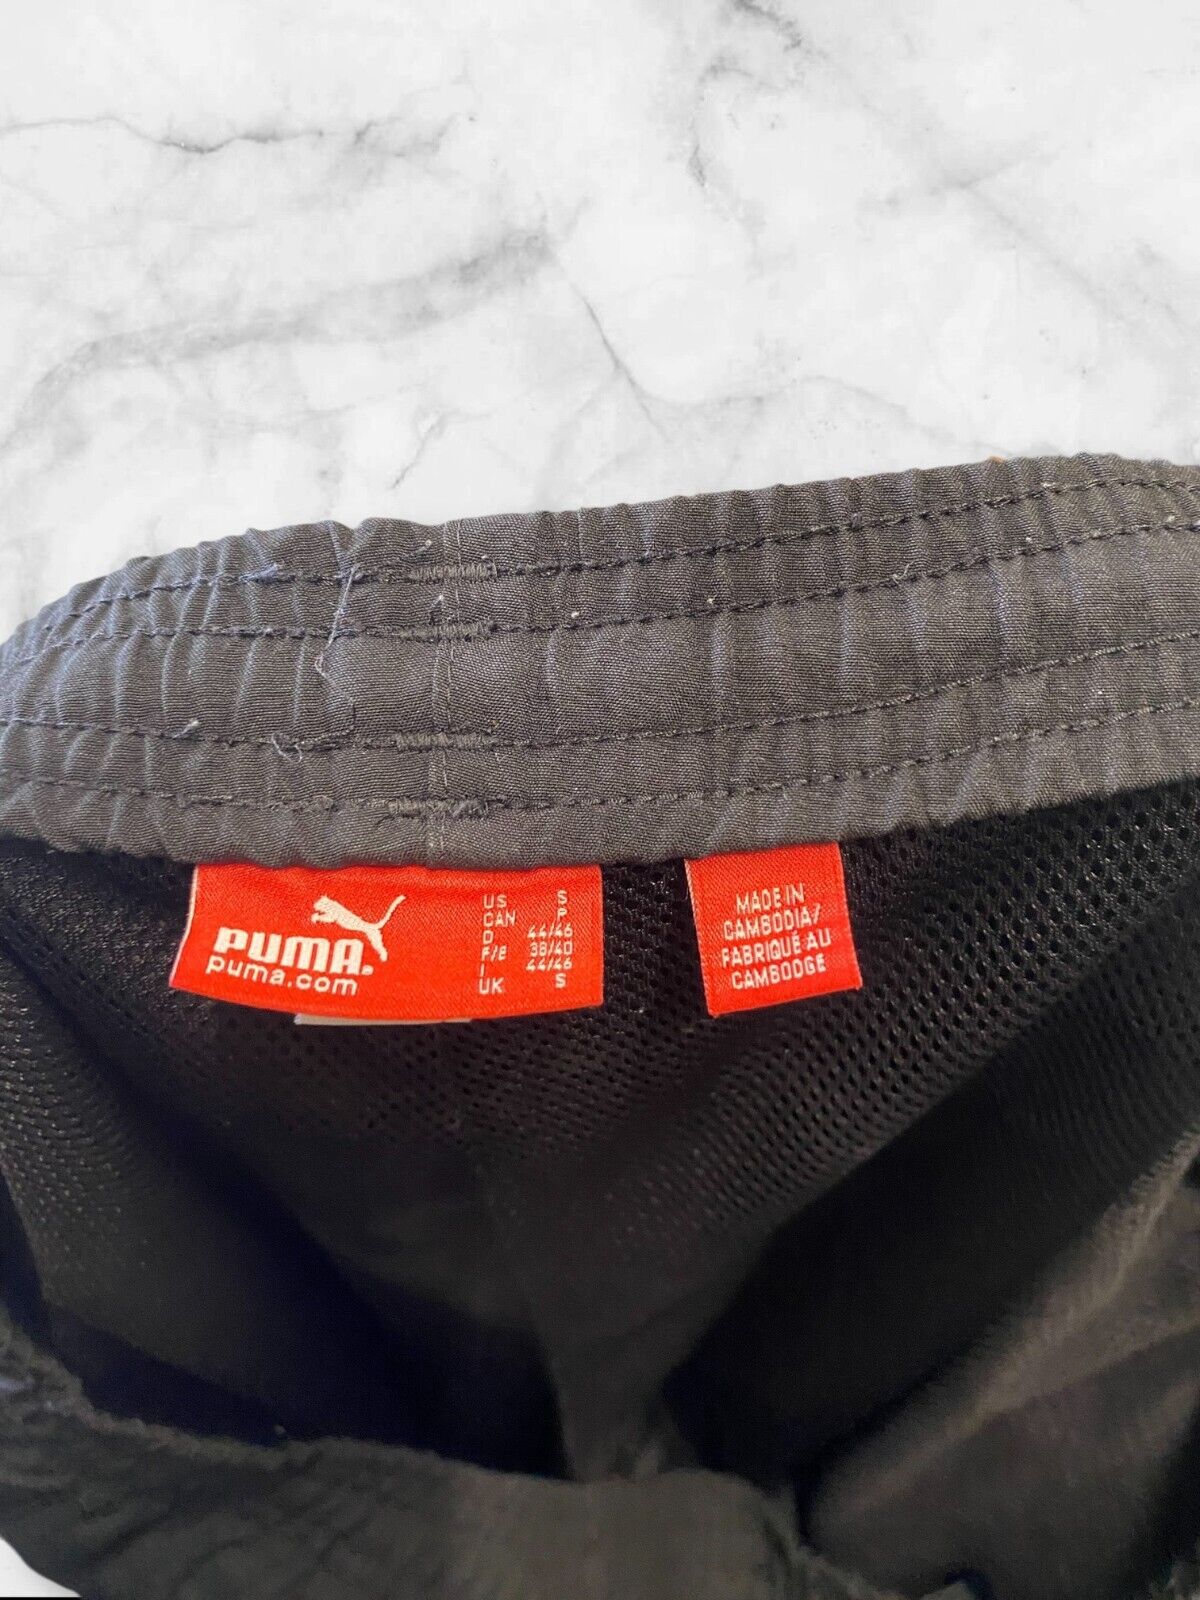 PUMA®
puma.com
US S
CAN P
D 44/46
F/E 38/40
I 44/46
UK S
MADE IN
CAMBODIA/
FABRIQUÉ AU
CAMBODGE